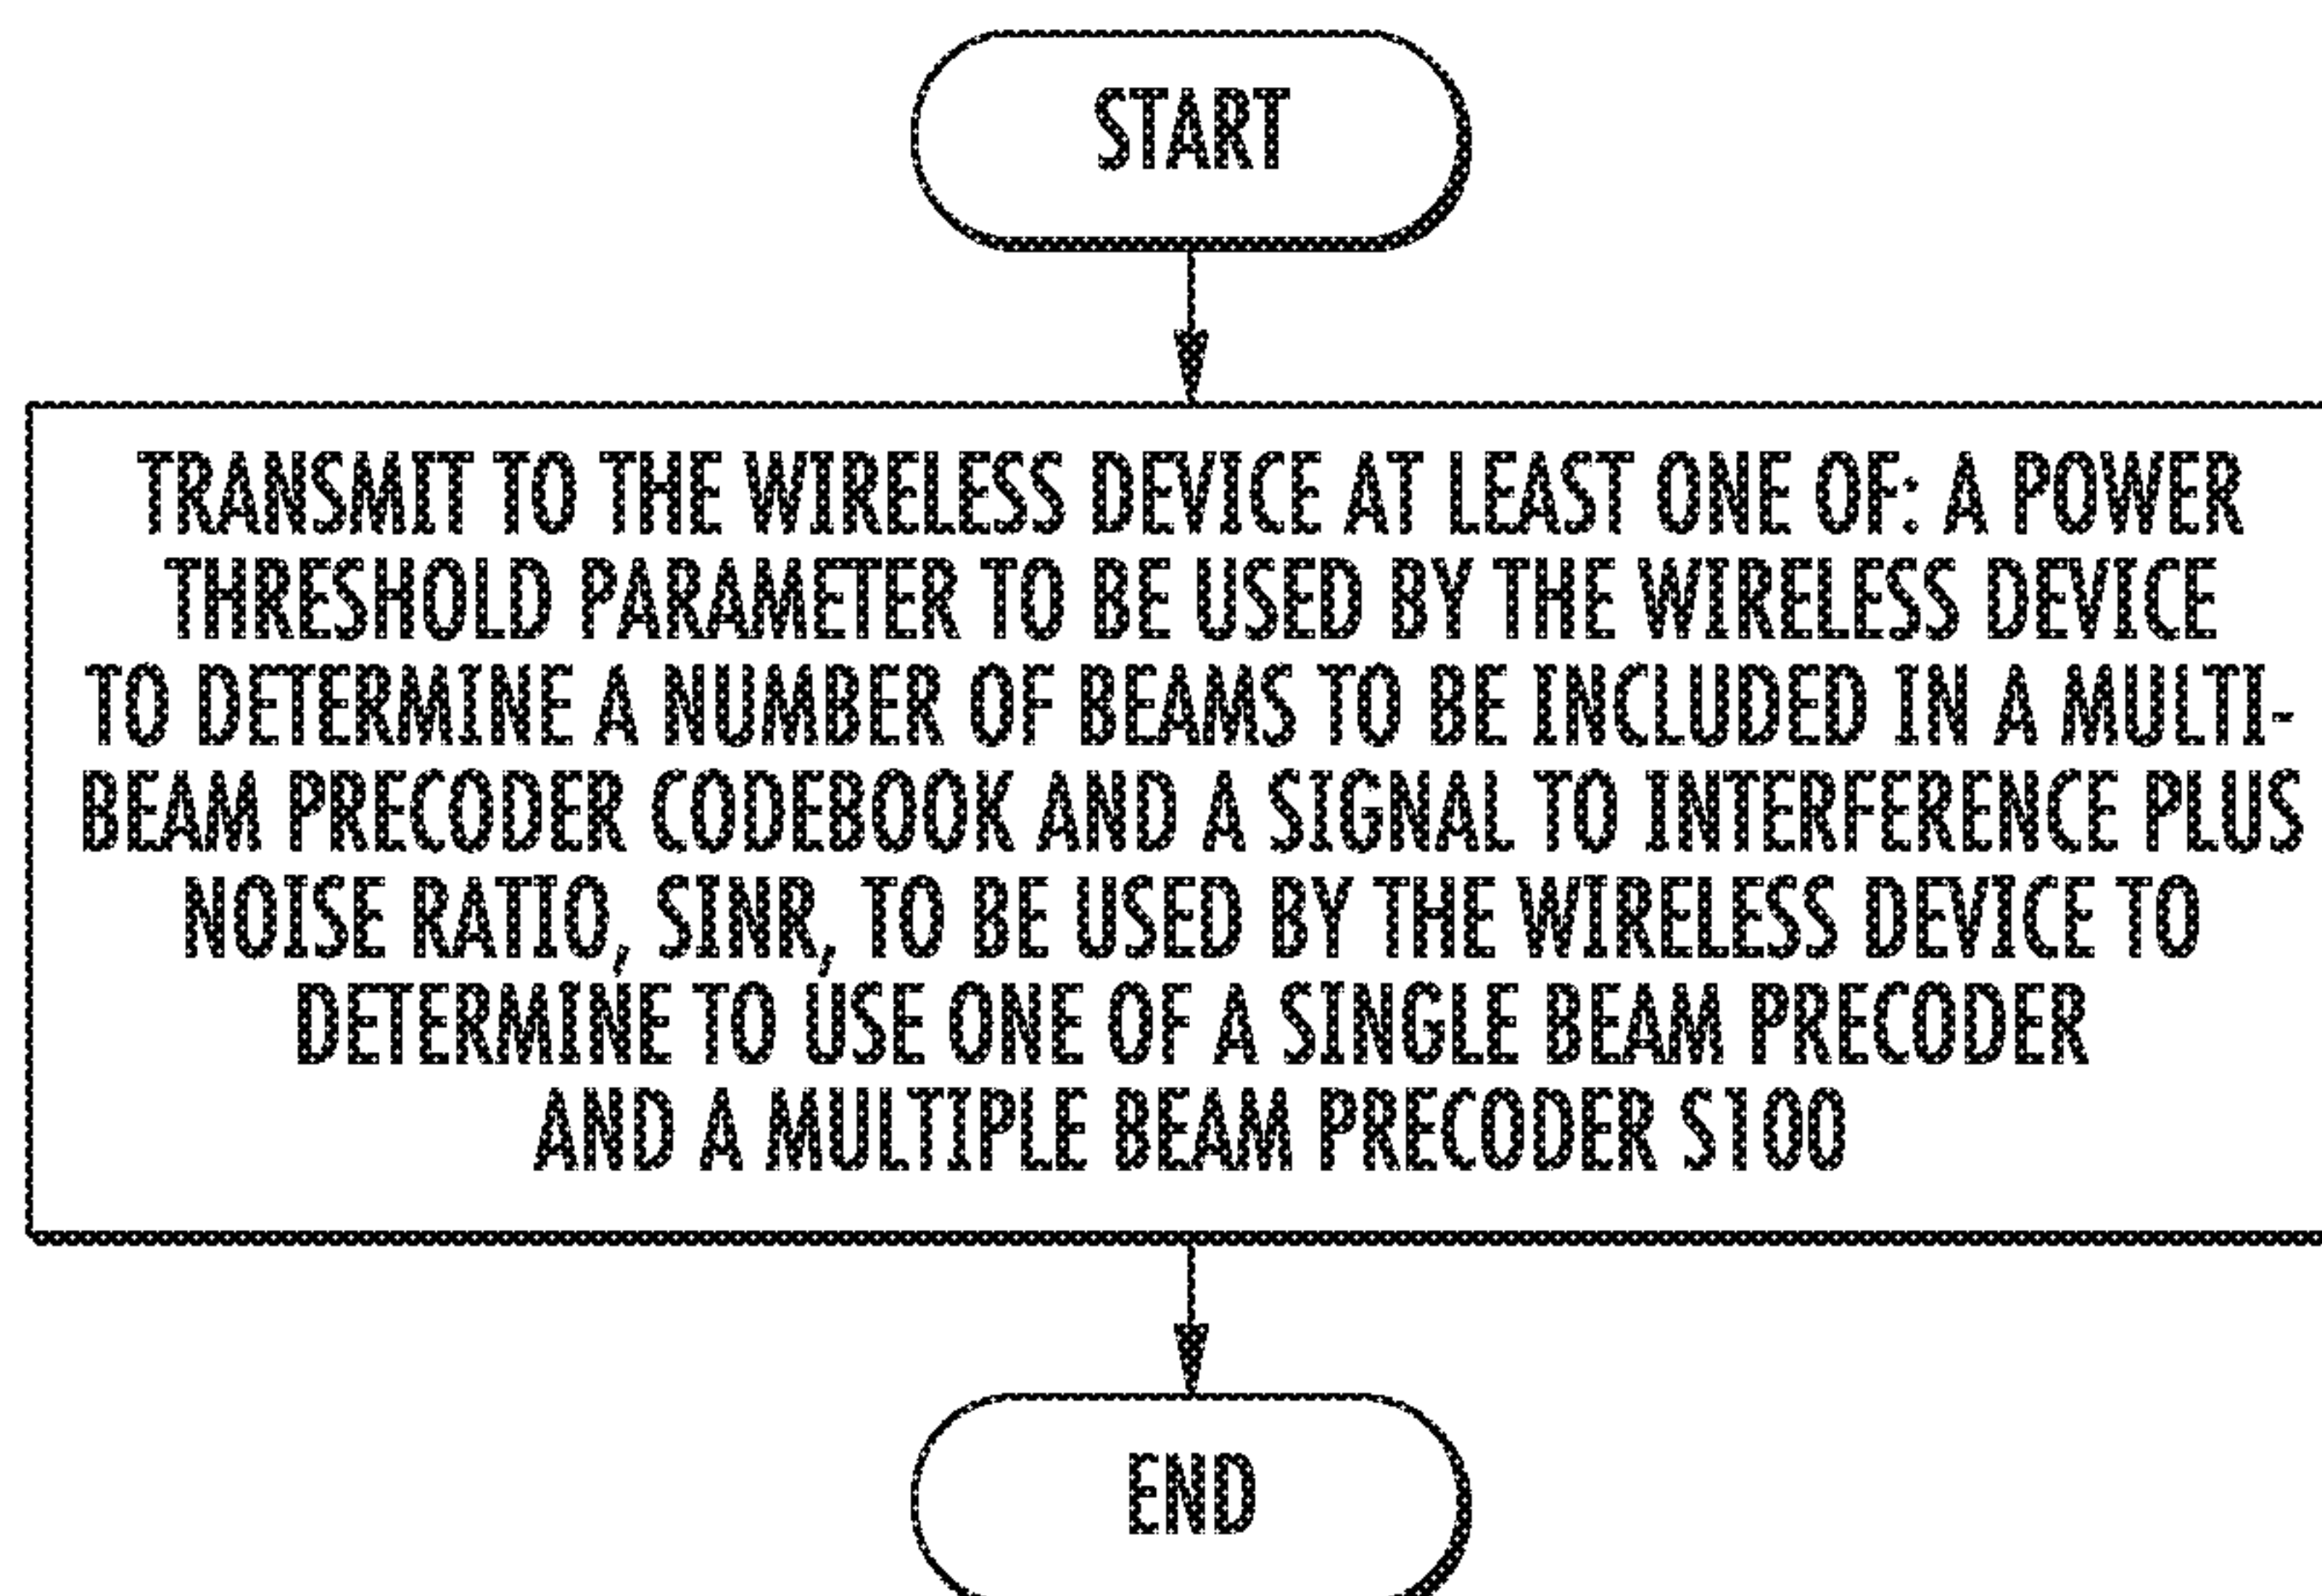 START
TRANSMIT TO THE WIRELESS DEVICE AT LEAST ONE OF: A POWER
THRESHOLD PARAMETER TO BE USED BY THE WIRELESS DEVICE
TO DETERMINE A NUMBER OF BEAMS TO BE INCLUDED IN A MULTI-
BEAM PRECODER CODEBOOK AND A SIGNAL TO INTERFERENCE PLUS
NOISE RATIO, SINR, TO BE USED BY THE WIRELESS DEVICE TO
DETERMINE TO USE ONE OF A SINGLE BEAM PRECODER
AND A MULTIPLE BEAM PRECODER S100
END